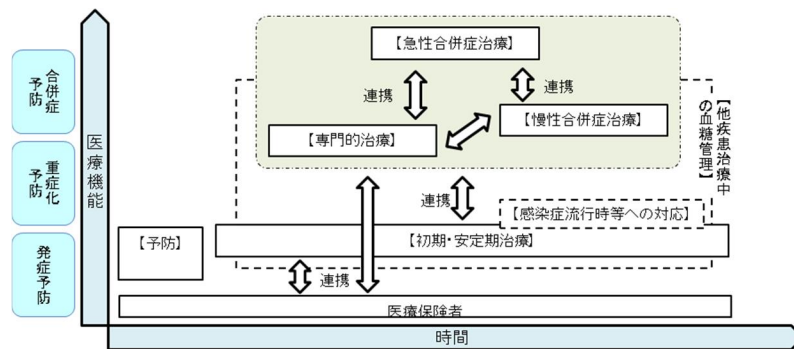 合併症
予防
重症化
予防
発症予防
医療機能
【急性合併症治療】
連携
連携
【慢性合併症治療】
【専門的治療】
【他疾患治療中
の血糖管理】
連携
【感染症流行時等への対応】
【予防】
【初期・安定期治療】
連携
医療保険者
時間